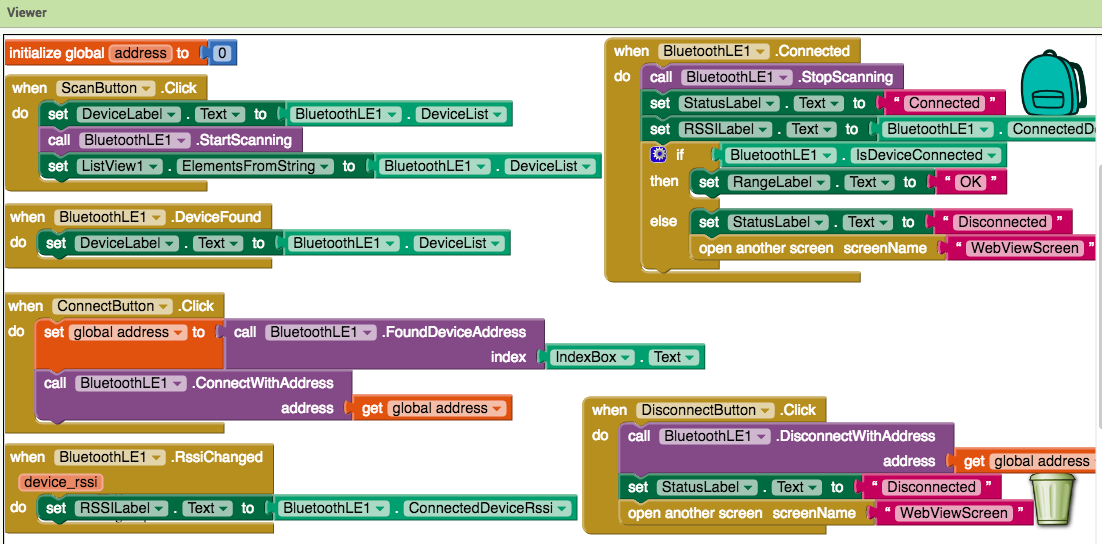 Viewer
initialize global address to 0
when ScanButton .Click
do set DeviceLabel . Text to BluetoothLE1 . DeviceList
call BluetoothLE1 .StartScanning
set ListView1 . ElementsFromString to BluetoothLE1 . DeviceList
when BluetoothLE1 .DeviceFound
do set DeviceLabel . Text to BluetoothLE1 . DeviceList
when ConnectButton .Click
do set global address to call BluetoothLE1 .FoundDeviceAddress
index IndexBox . Text
call BluetoothLE1 .ConnectWithAddress
address get global address
when BluetoothLE1 .RssiChanged
device_rssi
do set RSSILabel . Text to BluetoothLE1 . ConnectedDeviceRssi
when BluetoothLE1 .Connected
do call BluetoothLE1 .StopScanning
set StatusLabel . Text to " Connected "
set RSSILabel . Text to BluetoothLE1 . ConnectedDe
if BluetoothLE1 . IsDeviceConnected
then set RangeLabel . Text to " OK "
else set StatusLabel . Text to " Disconnected "
open another screen screenName " WebViewScreen "
when DisconnectButton .Click
do call BluetoothLE1 .DisconnectWithAddress
address get global address
set StatusLabel . Text to " Disconnected "
open another screen screenName " WebViewScreen "